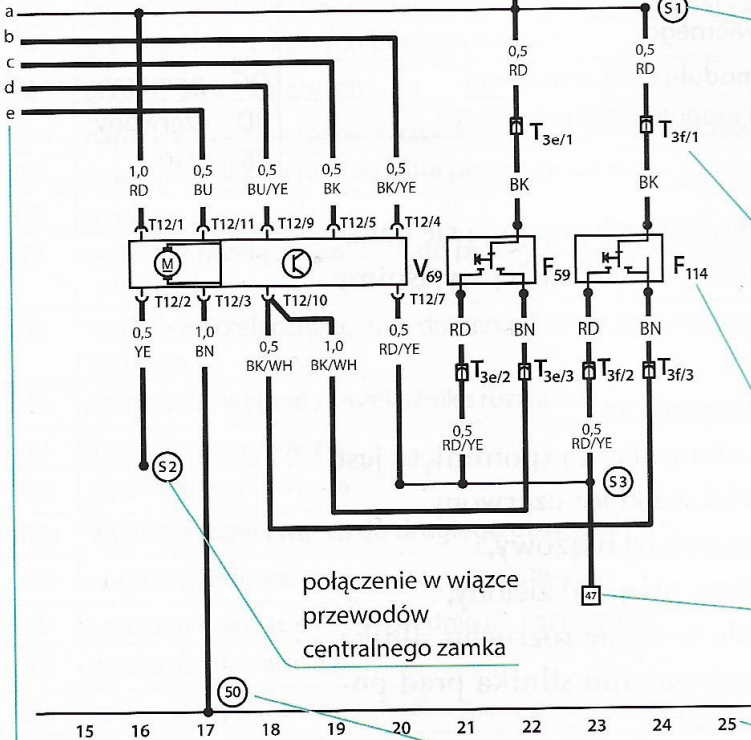 a
S1
b
c
d
e
0,5 RD
0,5 RD
T3e/1
T3f/1
1,0 RD
0,5 BU
0,5 BU/YE
0,5 BK
0,5 BK/YE
BK
BK
T12/1
T12/11
T12/9
T12/5
T12/4
M
V69
F59
F114
T12/2
T12/3
T12/10
T12/7
0,5 YE
1,0 BN
0,5 BK/WH
1,0 BK/WH
0,5 RD/YE
RD
BN
RD
BN
T3e/2
T3e/3
T3f/2
T3f/3
0,5 RD/YE
0,5 RD/YE
S2
S3
połączenie w wiązce
przewodów
centralnego zamka
47
50
15 16 17 18 19 20 21 22 23 24 25